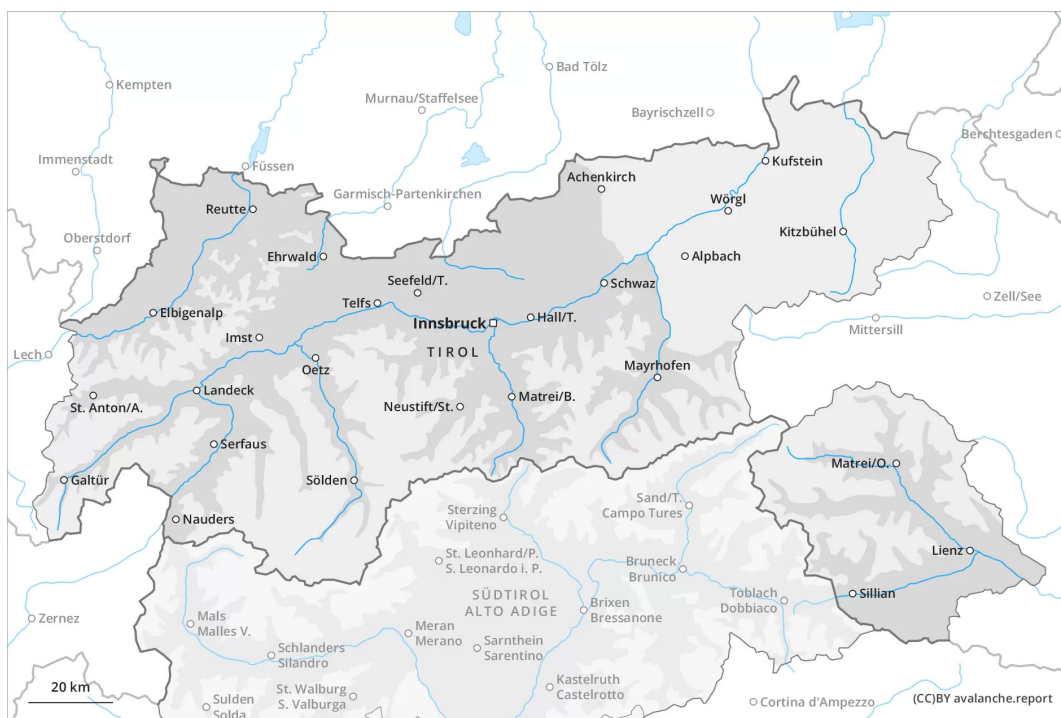 Kempten
Bad Tölz
Murnau/Staffelsee
Bayrischzell
Berchtesgaden
Immenstadt
Füssen
Kufstein
Achenkirch
Garmisch-Partenkirchen
Reutte
Wörgl
Oberstdorf
Kitzbühel
Ehrwald
Alpbach
Seefeld/T.
Schwaz
Zell/See
Telfs
Elbigenalp
Hall/T.
Innsbruck
Mittersill
Imst
Lech
TIROL
Oetz
Mayrhofen
Landeck
St. Anton/A.
Neustift/St.
Matrei/B.
Serfaus
Matrei/O.
Galtür
Sölden
Sand/T.
Campo Tures
Sterzing
Vipiteno
Nauders
Lienz
St. Leonhard/P.
S. Leonardo i. P.
Bruneck
Brunico
Sillian
SÜDTIROL
ALTO ADIGE
Toblach
Dobbiaco
Brixen
Bressanone
Zernez
Mals
Malles V.
Meran
Merano
Sarnthein
Sarentino
Schlanders
Silandro
20 km
St. Walburg
S. Valburga
Kastelruth
Castelrotto
Sulden
Solda
Cortina d'Ampezzo
(CC)BY avalanche.report